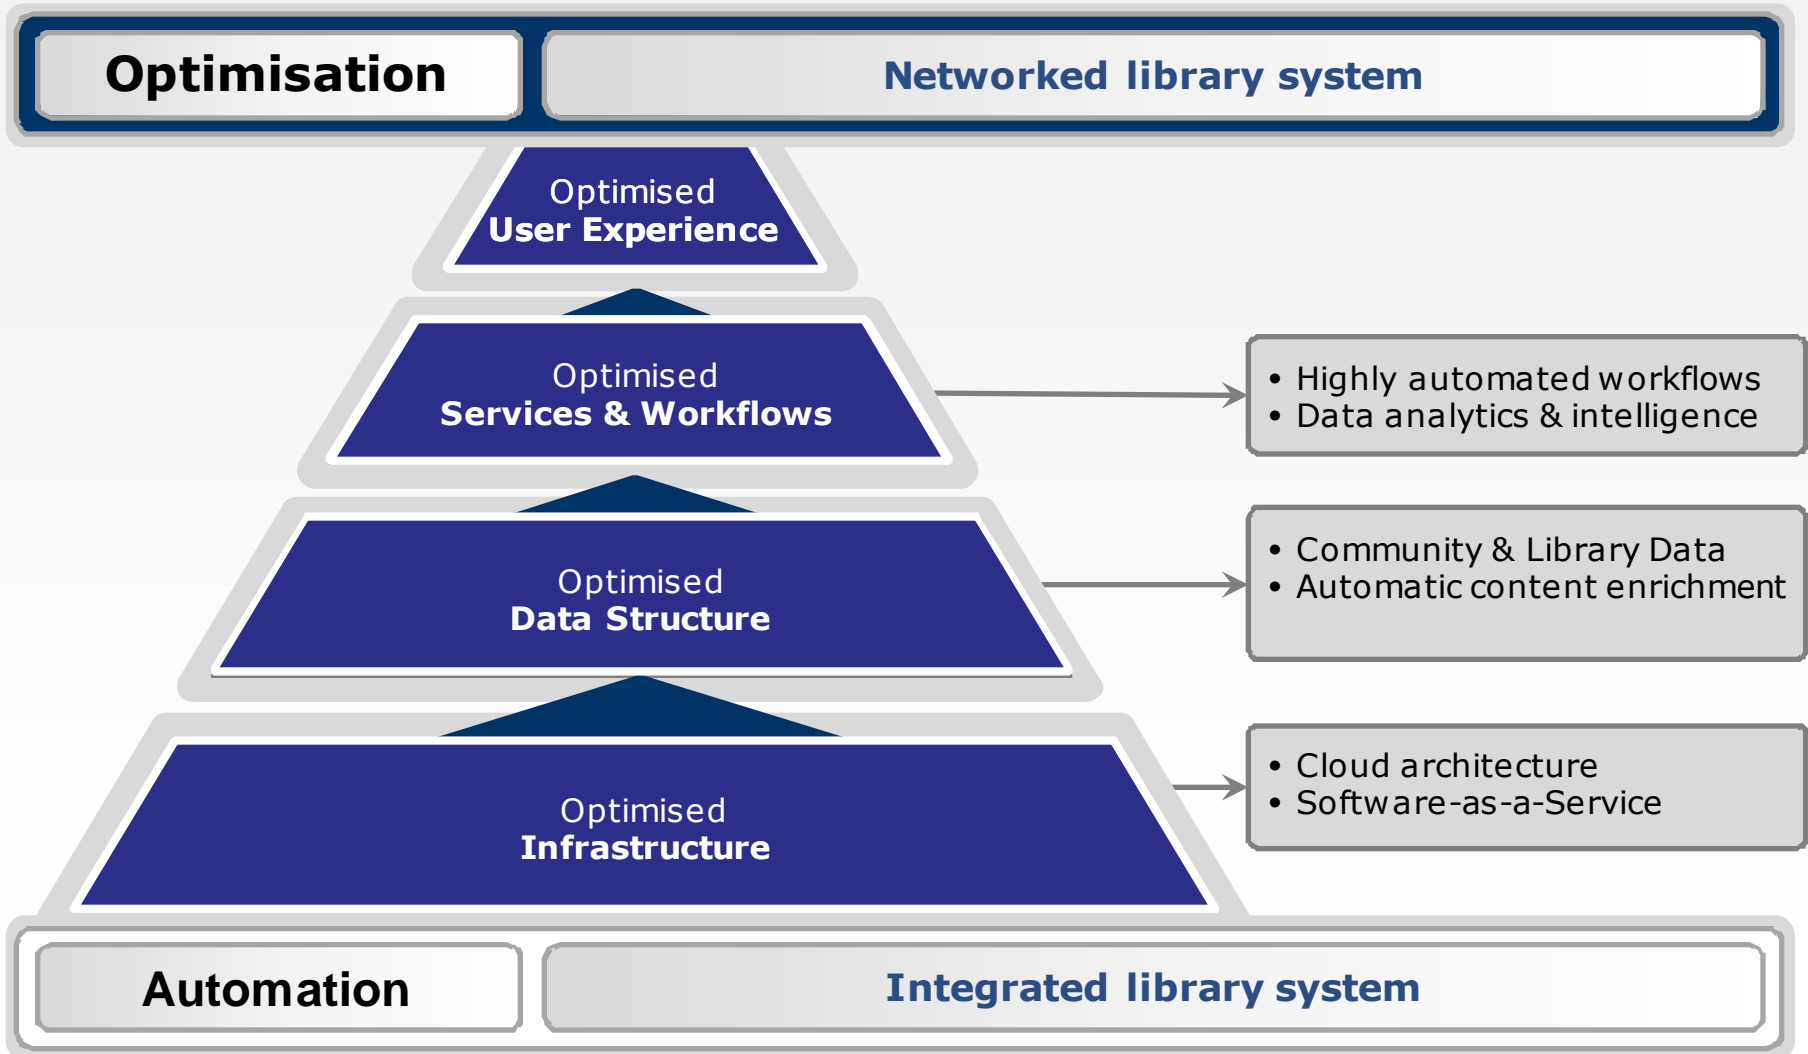 Optimisation
Networked library system
Optimised
User Experience
Optimised
Services & Workflows
• Highly automated workflows
• Data analytics & intelligence
Optimised
Data Structure
• Community & Library Data
• Automatic content enrichment
Optimised
Infrastructure
• Cloud architecture
• Software-as-a-Service
Automation
Integrated library system